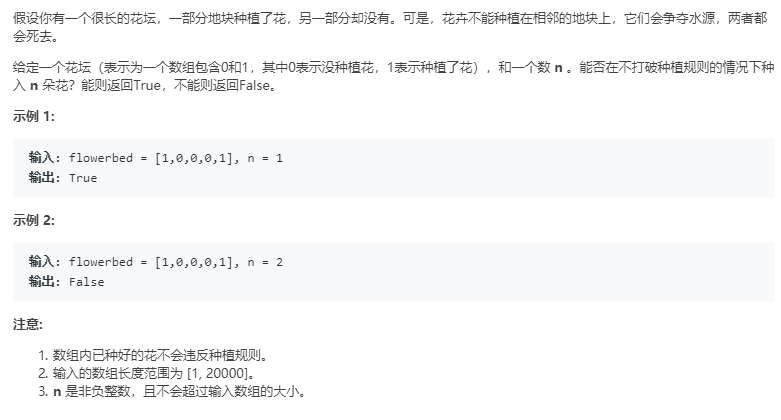 假设你有一个很长的花坛，一部分地块种植了花，另一部分却没有。可是，花卉不能种植在相邻的地块上，它们会争夺水源，两者都
会死去。
给定一个花坛（表示为一个数组包含0和1，其中0表示没种植花，1表示种植了花），和一个数 n 。能否在不打破种植规则的情况下种
入 n 朵花？能则返回True，不能则返回False。
示例 1:
输入: flowerbed = [1,0,0,0,1], n = 1
输出: True
示例 2:
输入: flowerbed = [1,0,0,0,1], n = 2
输出: False
注意:
1. 数组内已种好的花不会违反种植规则。
2. 输入的数组长度范围为 [1, 20000]。
3. n 是非负整数，且不会超过输入数组的大小。